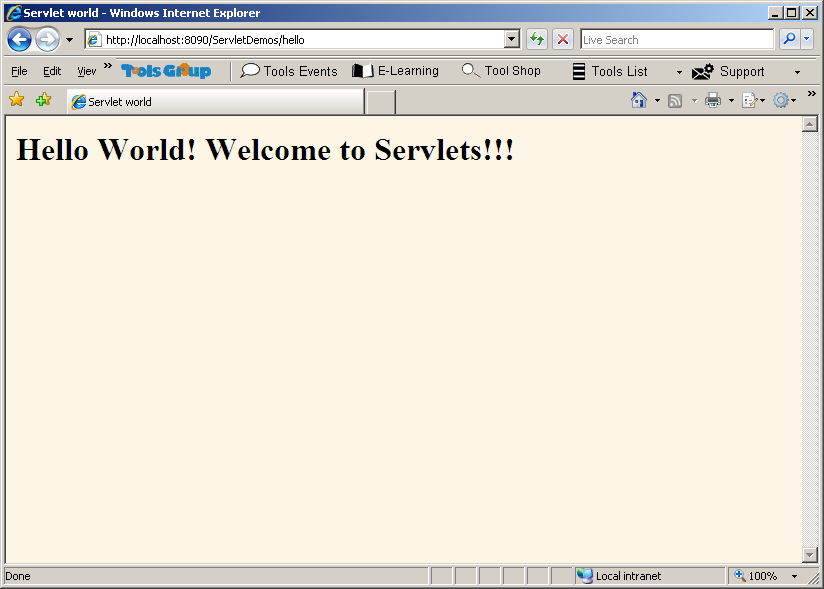 Servlet world - Windows Internet Explorer
http://localhost:8090/ServletDemos/hello
Live Search
File Edit View » Tools Group Tools Events E-Learning Tool Shop Tools List Support
Servlet world »
Hello World! Welcome to Servlets!!!
Done Local intranet 100%